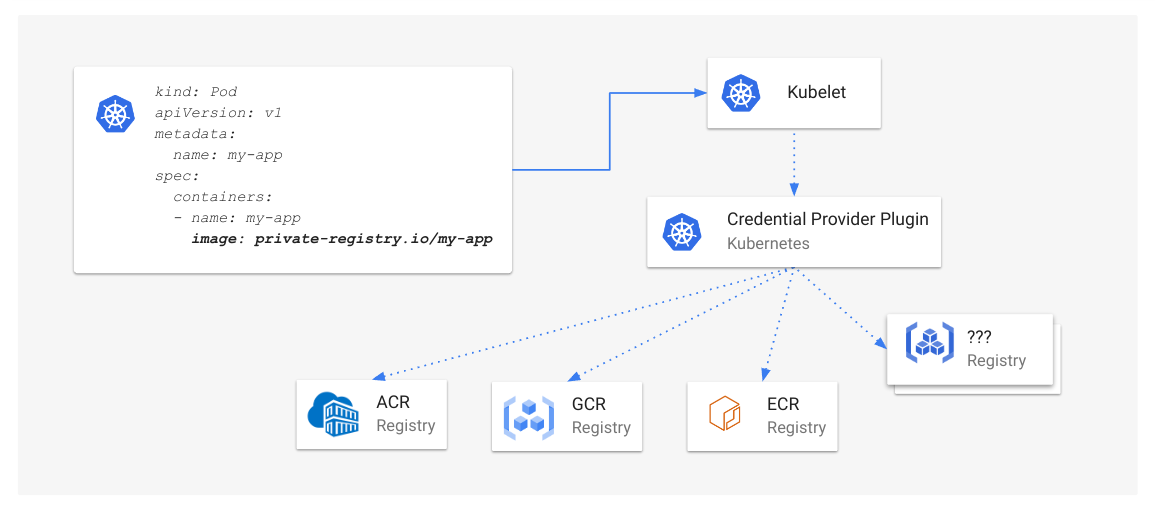 kind: Pod
apiVersion: v1
metadata:
  name: my-app
spec:
  containers:
  - name: my-app
    image: private-registry.io/my-app
Kubelet
Credential Provider Plugin
Kubernetes
ACR
Registry
GCR
Registry
ECR
Registry
???
Registry